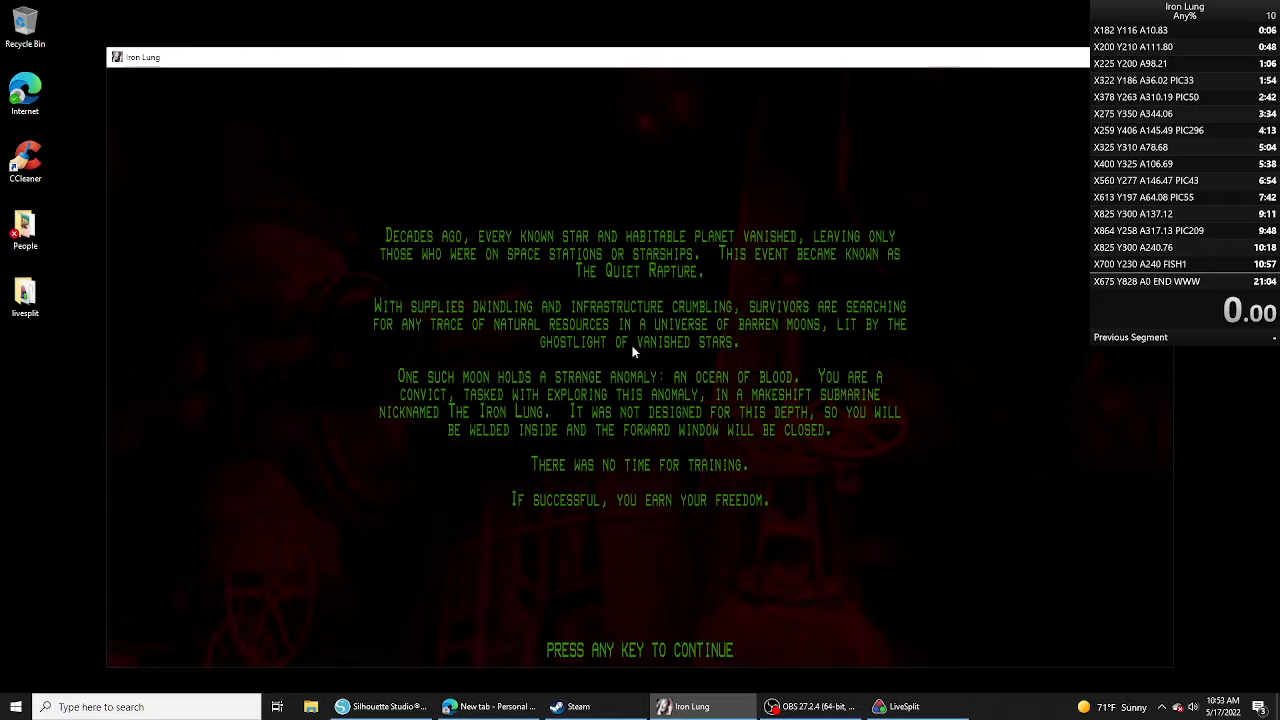 Recycle Bin
Internet
CCleaner
People
livesplit
Iron Lung
Decades ago, every known star and habitable planet vanished, leaving only
those who were on space stations or starships. This event became known as
The Quiet Rapture.
With supplies dwindling and infrastructure crumbling, survivors are searching
for any trace of natural resources in a universe of barren moons, lit by the
ghostlight of vanished stars.
One such moon holds a strange anomaly: an ocean of blood. You are a
convict, tasked with exploring this anomaly, in a makeshift submarine
nicknamed The Iron Lung. It was not designed for this depth, so you will
be welded inside and the forward window will be closed.
There was no time for training.
If successful, you earn your freedom.
PRESS ANY KEY TO CONTINUE
Iron Lung
Any% 10
X182 Y116 A10.83 0:06
X200 Y210 A111.80 0:48
X225 Y200 A98.21 1:06
X322 Y186 A36.02 PIC33 1:54
X378 Y263 A310.19 PIC50 2:42
X275 Y350 A344.06 3:34
X259 Y406 A145.49 PIC296 4:13
X325 Y310 A78.68 5:04
X400 Y325 A106.69 5:38
X560 Y277 A146.47 PIC43 6:54
X613 Y197 A64.08 PIC55 7:42
X825 Y300 A137.12 9:11
X864 Y256 A317.13 PIC209 9:48
X825 Y300 A240.76 10:18
X700 Y230 A240 FISH1 10:57
X675 Y828 A0 END WWW 21:04
0.00
Previous Segment -
Type here to search
Silhouette Studio®...
New tab - Personal ...
Steam
Iron Lung
OBS 27.2.4 (64-bit, ...
LiveSplit
71°F Sunny
10:53 AM
5/17/2022